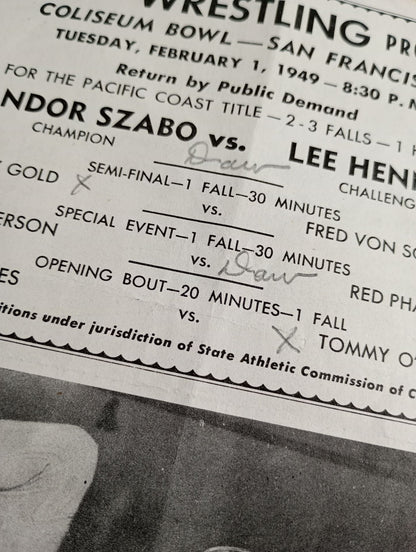 WRESTLING PR
COLISEUM BOWL — SAN FRANCIS
TUESDAY, FEBRUARY 1, 1949 – 8:30 P. M
Return by Public Demand
FOR THE PACIFIC COAST TITLE – 2-3 FALLS – 1 H
NDOR SZABO vs. LEE HENN
CHAMPION Draw CHALLENG
SEMI-FINAL—1 FALL—30 MINUTES
GOLD X vs. FRED VON SC
SPECIAL EVENT—1 FALL—30 MINUTES
ERSON vs. Draw RED PHA
OPENING BOUT—20 MINUTES—1 FALL
ES vs. X TOMMY O'
itions under jurisdiction of State Athletic Commission of C